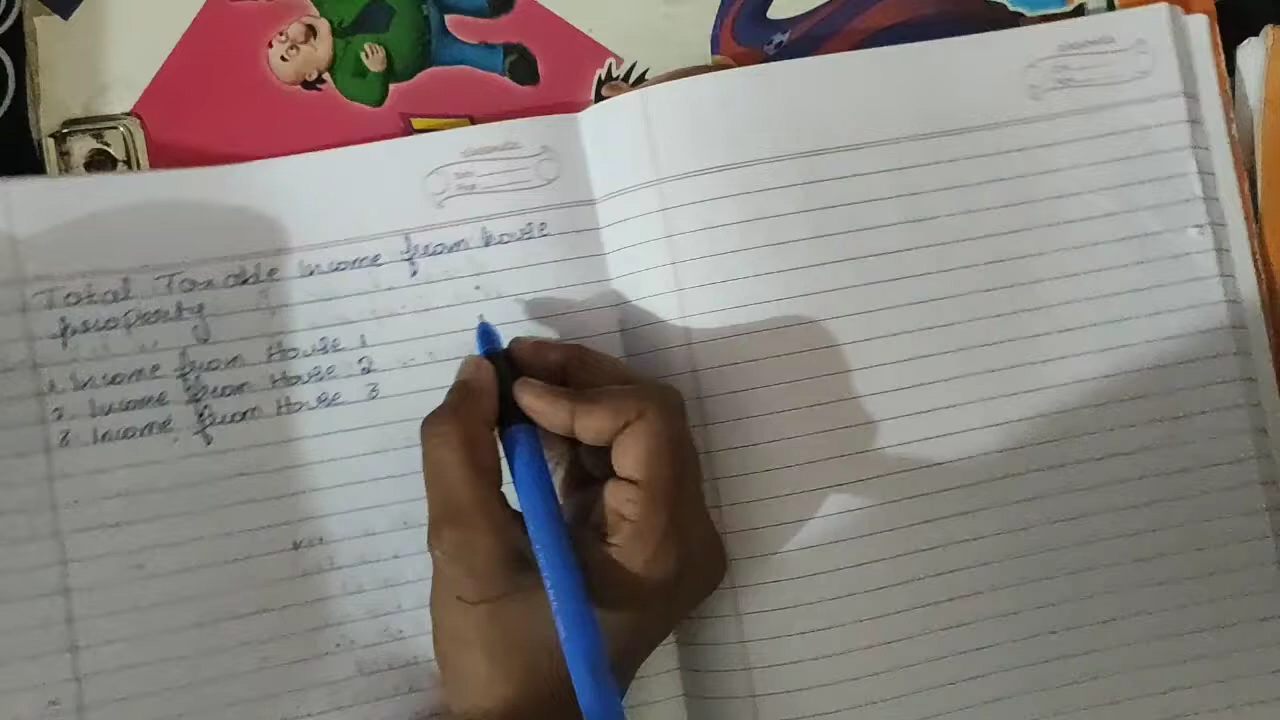 Total Taxable Income from house
property
1. Income from House 1
2. Income from House 2
3. Income from House 3